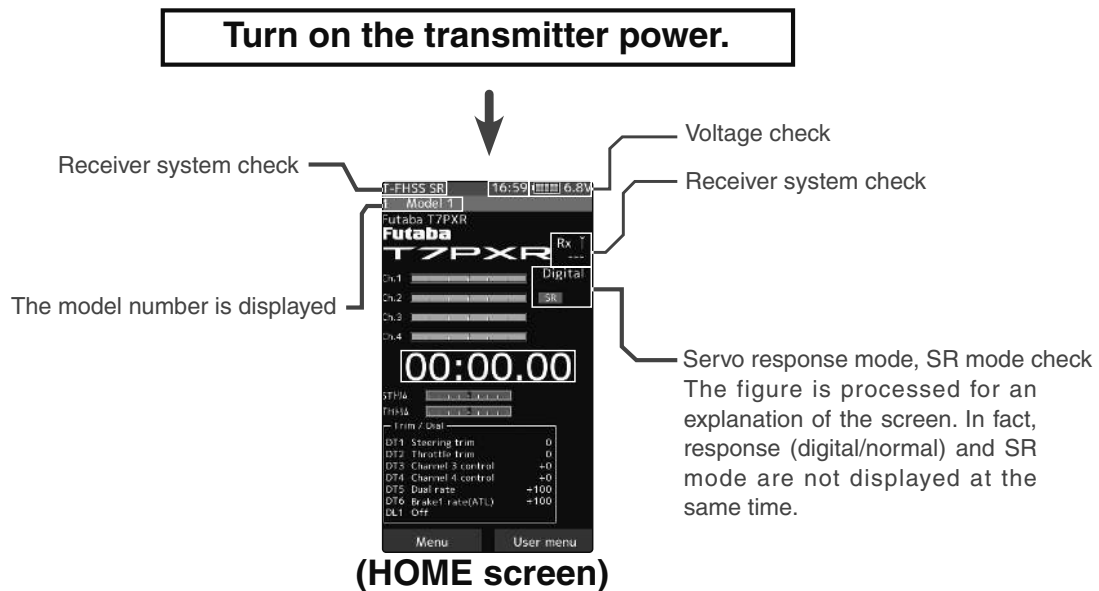 Turn on the transmitter power.
Voltage check
Receiver system check
Receiver system check
T-FHSS SR 16:59 6.8V
1 Model 1
Futaba T7PXR
Futaba
T7PXR
Rx
---
Digital
SR
Ch.1
Ch.2
Ch.3
Ch.4
The model number is displayed
00:00.00
Servo response mode, SR mode check
The figure is processed for an
explanation of the screen. In fact,
response (digital/normal) and SR
mode are not displayed at the
same time.
Trim / Dial
DT1 Steering trim 0
DT2 Throttle trim 0
DT3 Channel 3 control +0
DT4 Channel 4 control +0
DT5 Dual rate +100
DT6 Brake1 rate(ATL) +100
DL1 Off
Menu User menu
(HOME screen)